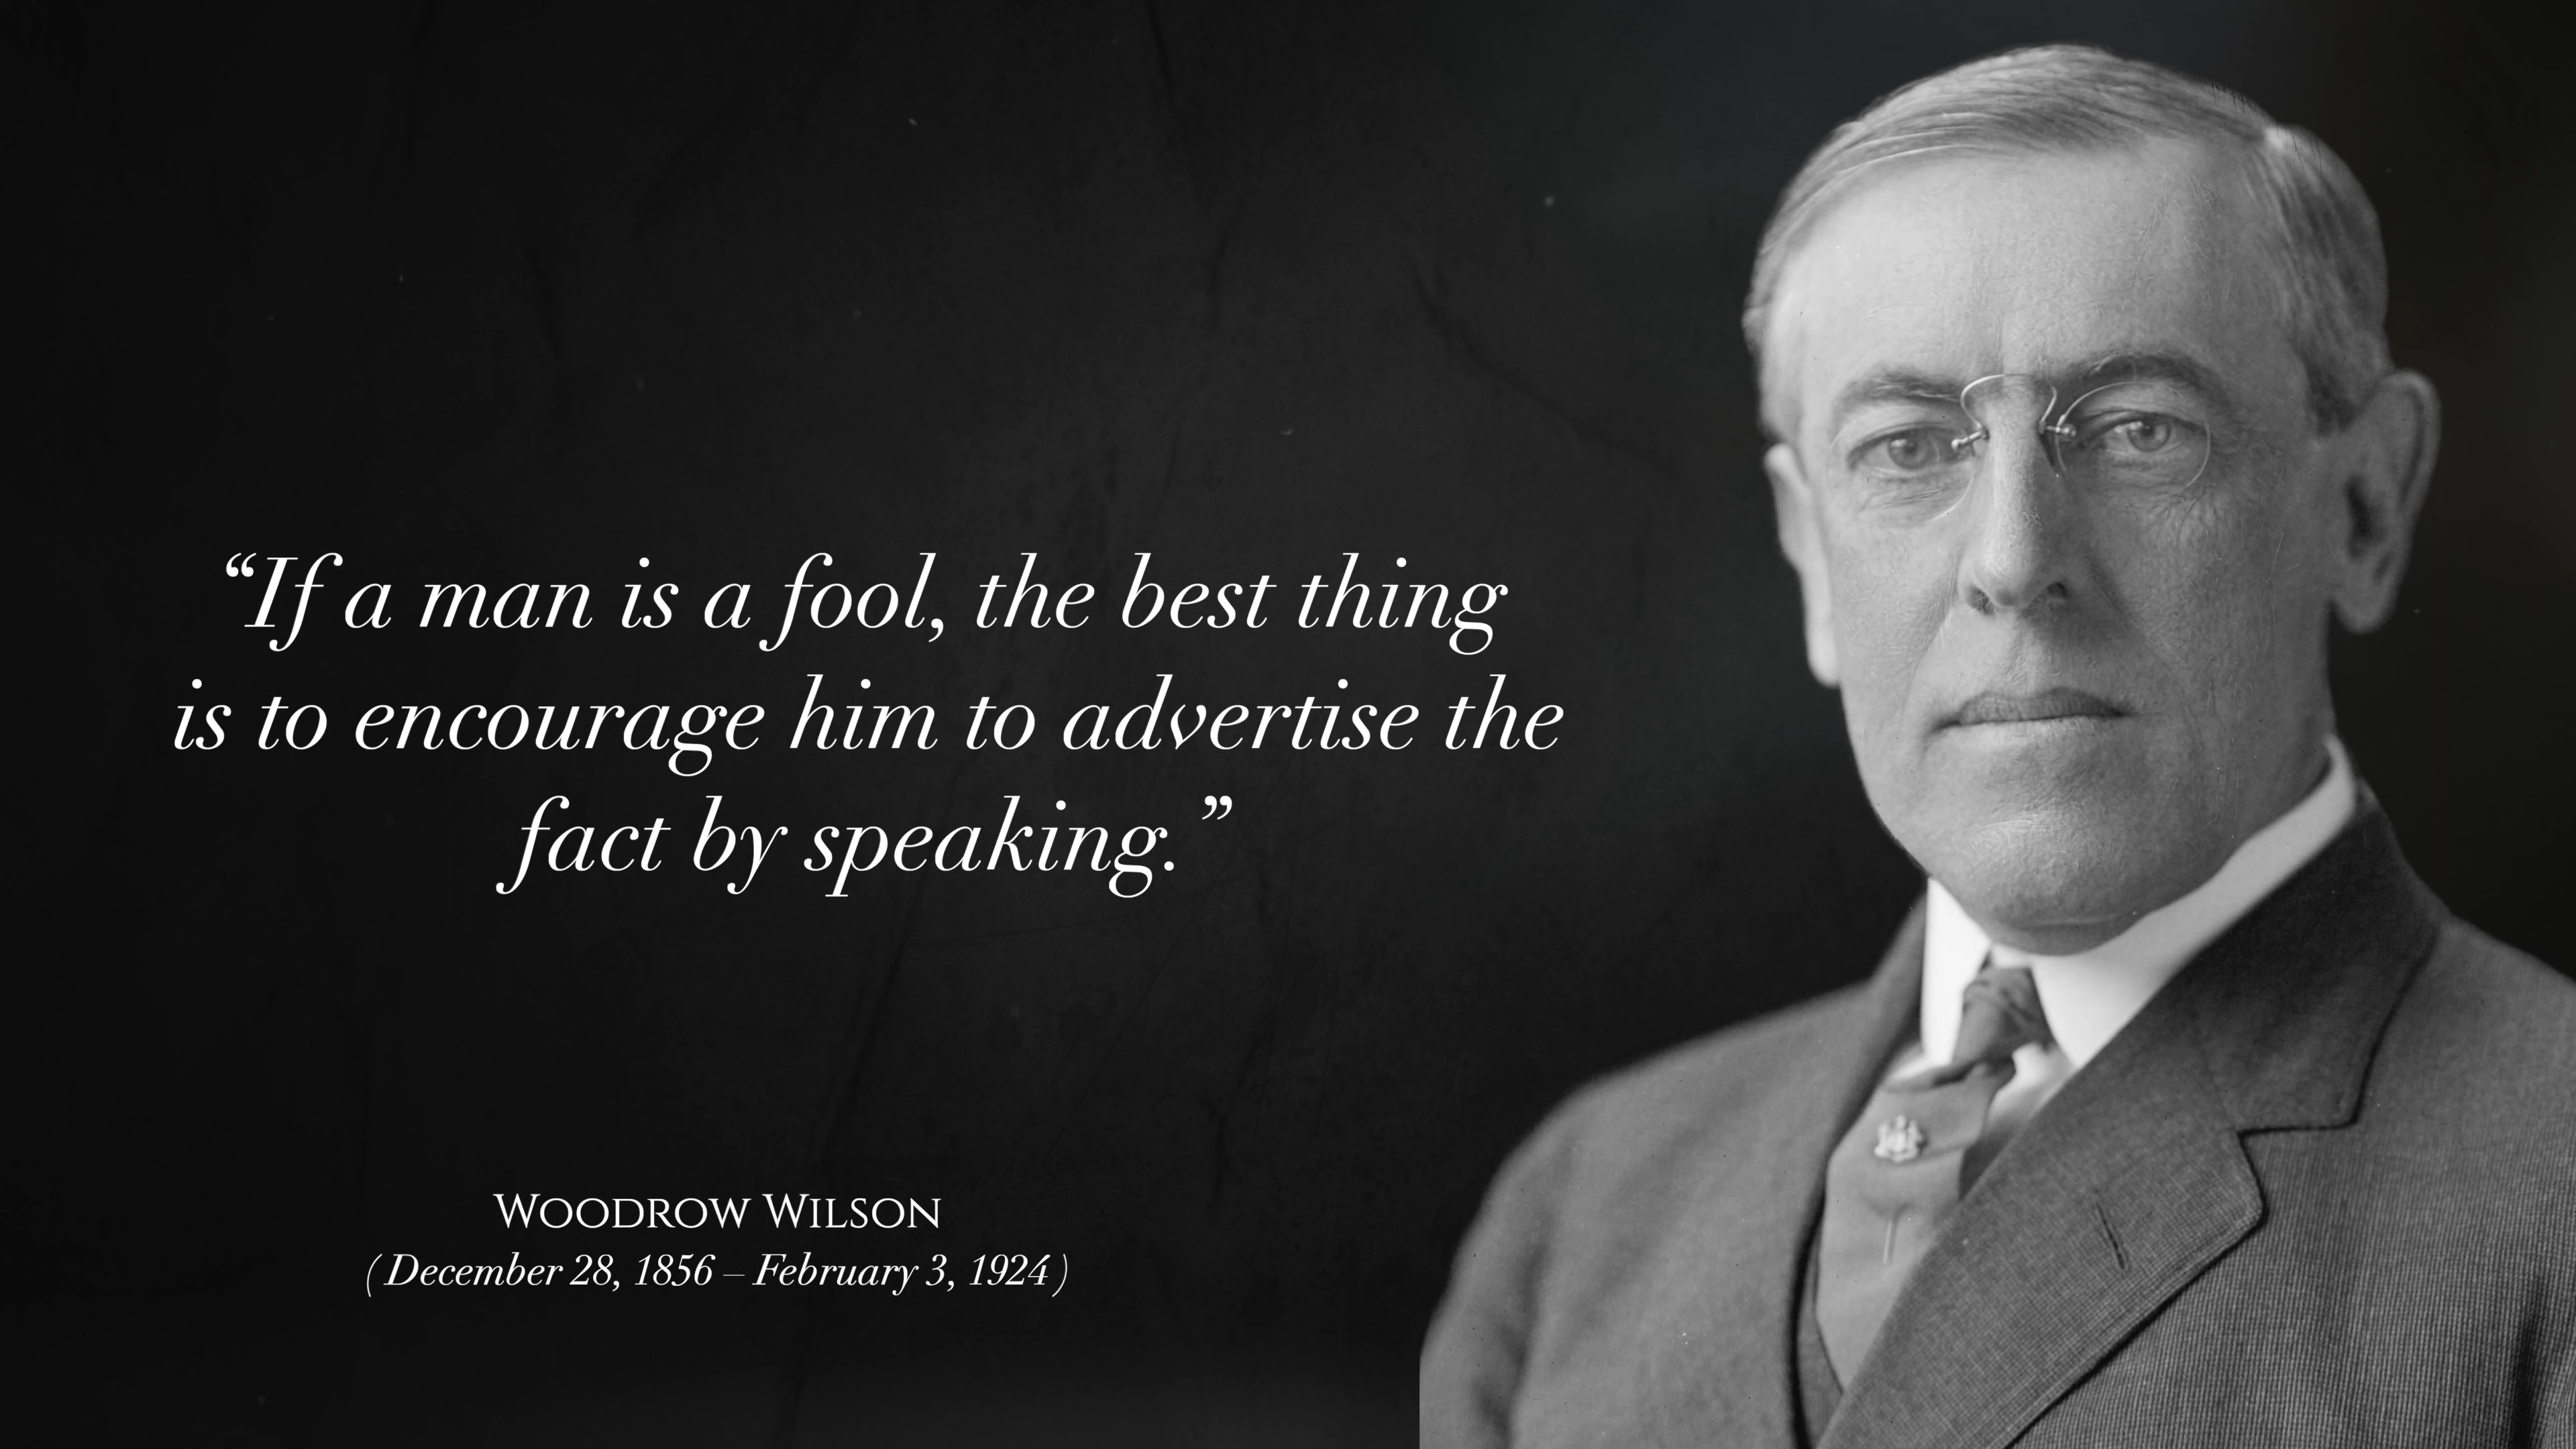 “If a man is a fool, the best thing
is to encourage him to advertise the
fact by speaking.”
Woodrow Wilson
(December 28, 1856 – February 3, 1924)